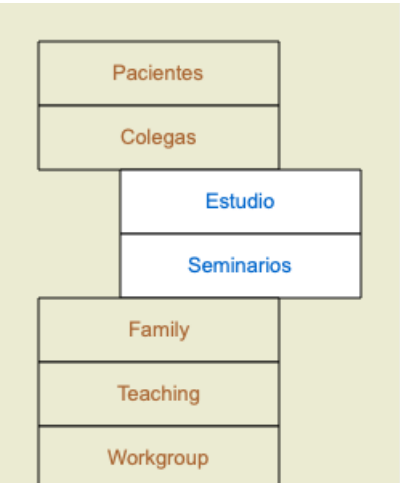 Pacientes
Colegas
Estudio
Seminarios
Family
Teaching
Workgroup